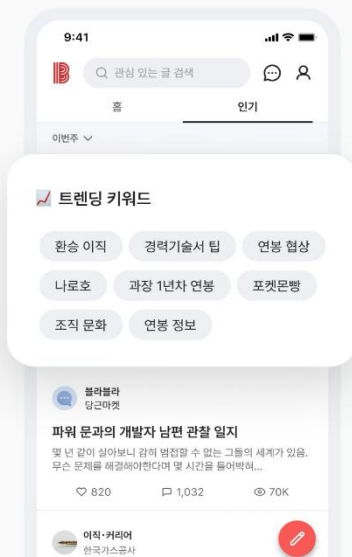 9:41
관심 있는 글 검색
홈 인기
이번주
트렌딩 키워드
환승 이직 경력기술서 팁 연봉 협상
나로호 과장 1년차 연봉 포켓몬빵
조직 문화 연봉 정보
블라블라
당근마켓
파워 문과의 개발자 남편 관찰 일지
몇 년 같이 살아보니 감히 범접할 수 없는 그들의 세계가 있음.
무슨 문제를 해결해야한다며 몇 시간을 틀어박혀...
820 1,032 70K
이직·커리어
한국가스공사